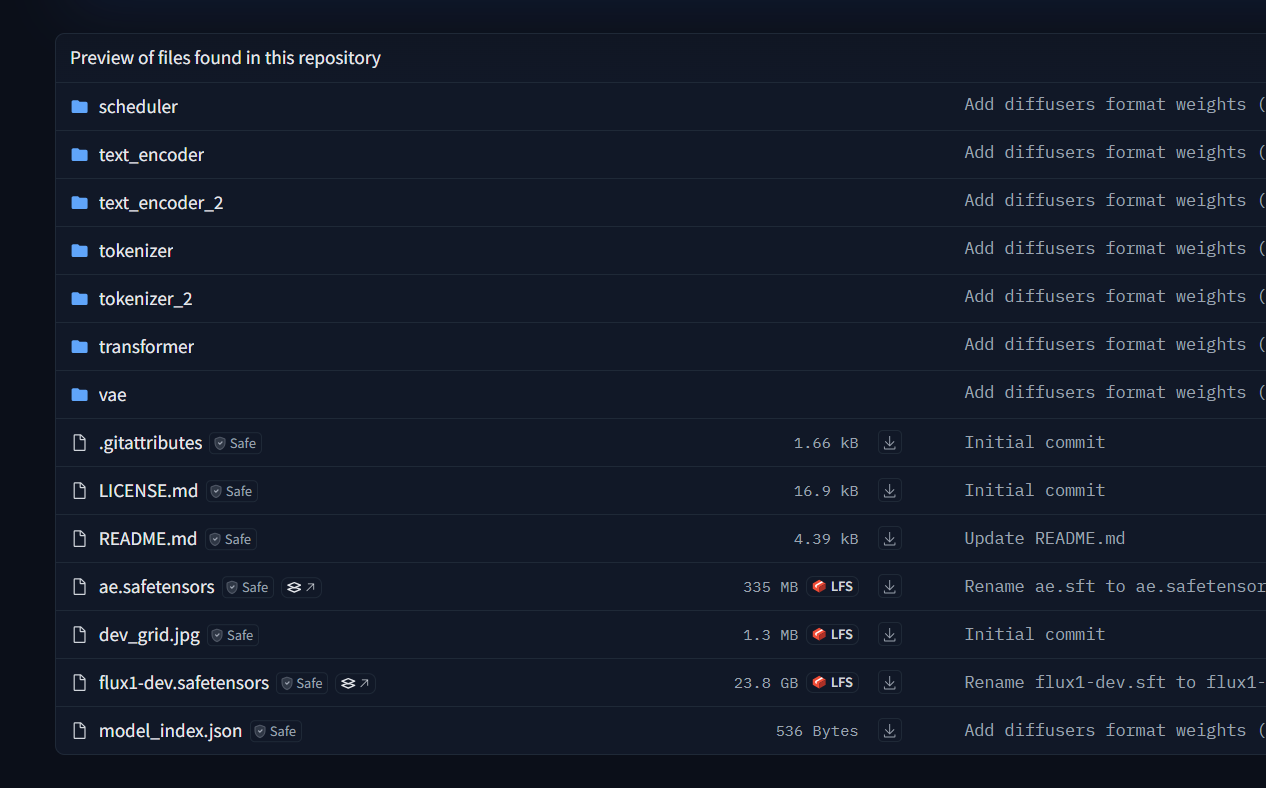 Preview of files found in this repository
scheduler Add diffusers format weights (
text_encoder Add diffusers format weights (
text_encoder_2 Add diffusers format weights (
tokenizer Add diffusers format weights (
tokenizer_2 Add diffusers format weights (
transformer Add diffusers format weights (
vae Add diffusers format weights (
.gitattributes Safe 1.66 kB Initial commit
LICENSE.md Safe 16.9 kB Initial commit
README.md Safe 4.39 kB Update README.md
ae.safetensors Safe 335 MB LFS Rename ae.sft to ae.safetensor
dev_grid.jpg Safe 1.3 MB LFS Initial commit
flux1-dev.safetensors Safe 23.8 GB LFS Rename flux1-dev.sft to flux1-
model_index.json Safe 536 Bytes Add diffusers format weights (